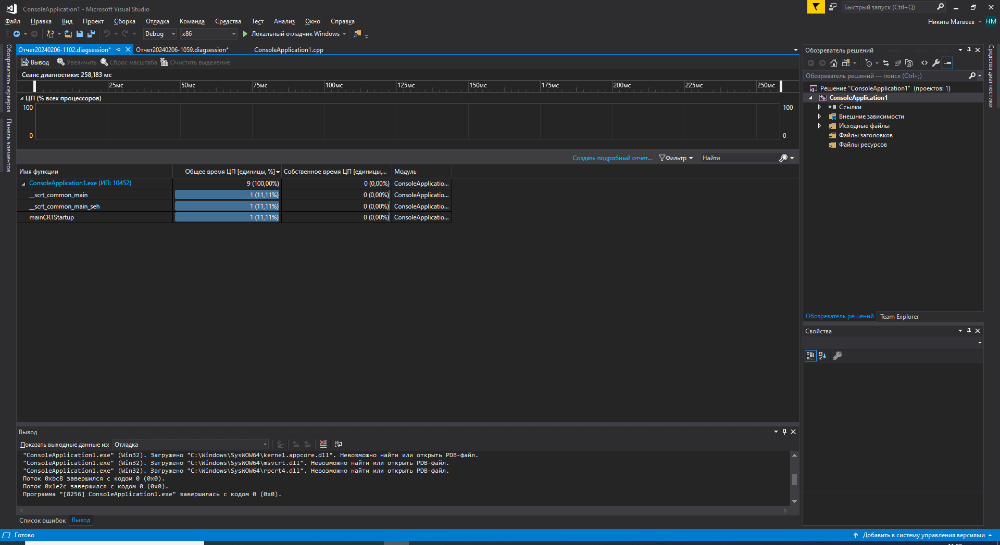 ConsoleApplication1 - Microsoft Visual Studio
Быстрый запуск (Ctrl+Q)
Файл Правка Вид Проект Сборка Отладка Команда Средства Тест Анализ Окно Справка
Никита Матвеев НМ
Debug x86 Локальный отладчик Windows
Обозреватель серверов
Панель элементов
Отчет20240206-1102.diagsession* Отчет20240206-1059.diagsession* ConsoleApplication1.cpp
Вывод Увеличить Сброс масштаба Очистить выделение
Сеанс диагностики: 258,183 мс
25мс 50мс 75мс 100мс 125мс 150мс 175мс 200мс 225мс 250мс
ЦП (% всех процессоров)
100 100
0 0
Создать подробный отчет... Фильтр Найти
Имя функции Общее время ЦП [единицы, %] Собственное время ЦП [единицы,... Модуль
ConsoleApplication1.exe (ИП: 10452) 9 (100,00%) 0 (0,00%) ConsoleApplicatio...
__scrt_common_main 1 (11,11%) 0 (0,00%) ConsoleApplicatio...
__scrt_common_main_seh 1 (11,11%) 0 (0,00%) ConsoleApplicatio...
mainCRTStartup 1 (11,11%) 0 (0,00%) ConsoleApplicatio...
Вывод
Показать выходные данные из: Отладка
"ConsoleApplication1.exe" (Win32). Загружено "C:\Windows\SysWOW64\kernel.appcore.dll". Невозможно найти или открыть PDB-файл.
"ConsoleApplication1.exe" (Win32). Загружено "C:\Windows\SysWOW64\msvcrt.dll". Невозможно найти или открыть PDB-файл.
"ConsoleApplication1.exe" (Win32). Загружено "C:\Windows\SysWOW64\rpcrt4.dll". Невозможно найти или открыть PDB-файл.
Поток 0xbc8 завершился с кодом 0 (0x0).
Поток 0x1e2c завершился с кодом 0 (0x0).
Программа "[8256] ConsoleApplication1.exe" завершилась с кодом 0 (0x0).
Список ошибок Вывод
Обозреватель решений
Обозреватель решений — поиск (Ctrl+;)
Решение "ConsoleApplication1" (проектов: 1)
ConsoleApplication1
Ссылки
Внешние зависимости
Исходные файлы
Файлы заголовков
Файлы ресурсов
Обозреватель решений Team Explorer
Свойства
Средства диагностики
Готово
Добавить в систему управления версиями